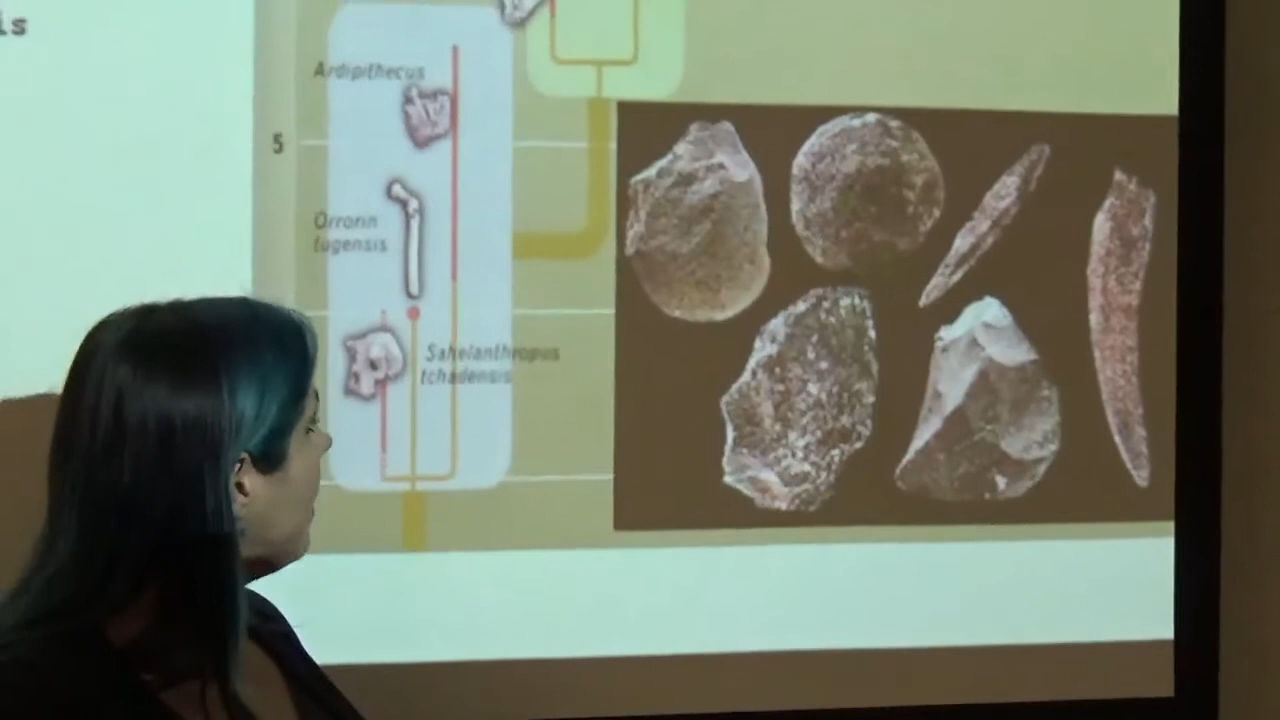 is
Ardipithecus
5
Orrorin
tugensis
Sahelanthropus
tchadensis